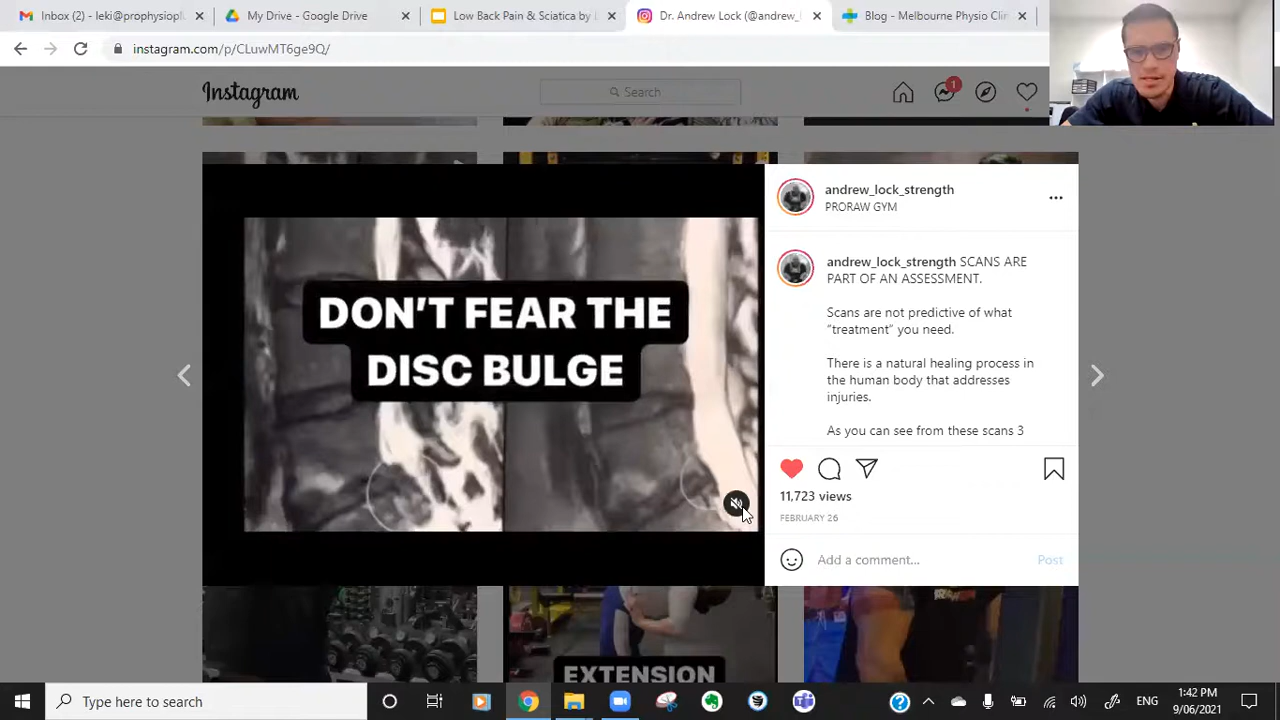 Inbox (2) - leki@prophysiopl
My Drive - Google Drive
Low Back Pain & Sciatica by L
Dr. Andrew Lock (@andrew_
Blog - Melbourne Physio Clin
instagram.com/p/CLuwMT6ge9Q/
Instagram
Search
1
DON'T FEAR THE
DISC BULGE
andrew_lock_strength
PRORAW GYM
andrew_lock_strength SCANS ARE
PART OF AN ASSESSMENT.
Scans are not predictive of what
“treatment” you need.
There is a natural healing process in
the human body that addresses
injuries.
As you can see from these scans 3
11,723 views
FEBRUARY 26
Add a comment...
Post
EXTENSION
Type here to search
ENG
1:42 PM
9/06/2021